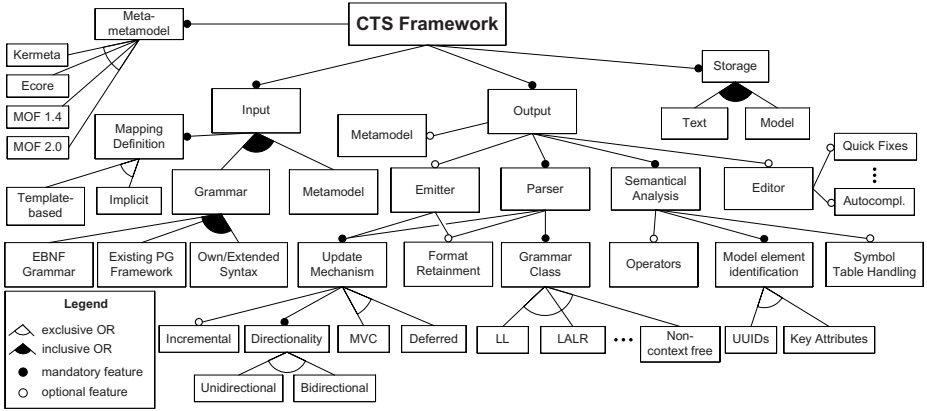 Meta-
metamodel
CTS Framework
Kermeta
Ecore
MOF 1.4
MOF 2.0
Storage
Text
Model
Input
Output
Mapping
Definition
Metamodel
Quick Fixes
Template-
based
Implicit
Grammar
Metamodel
Emitter
Parser
Semantical
Analysis
Editor
Autocompl.
EBNF
Grammar
Existing PG
Framework
Own/Extended
Syntax
Update
Mechanism
Format
Retainment
Grammar
Class
Operators
Model element
identification
Symbol
Table Handling
Legend
exclusive OR
inclusive OR
mandatory feature
optional feature
Incremental
Directionality
MVC
Deferred
LL
LALR
Non-
context free
UUIDs
Key Attributes
Unidirectional
Bidirectional